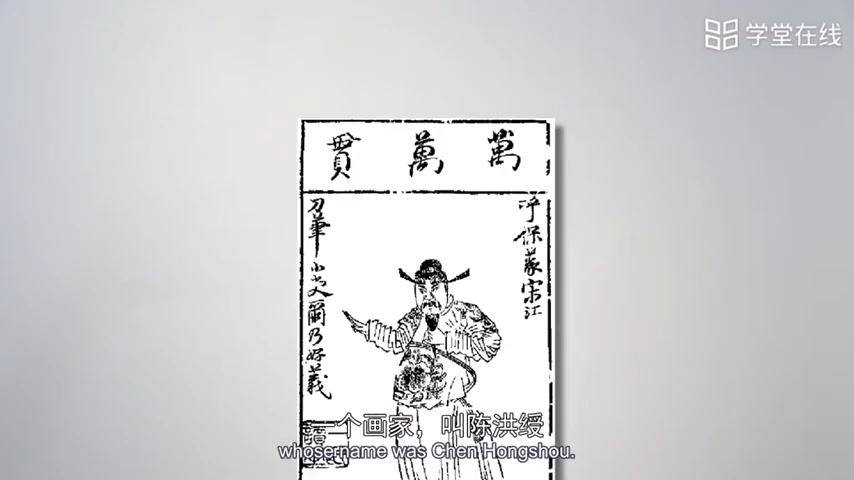 学堂在线
萬萬貫
呼保義宋江
刀筆小吏爾乃好義
一个画家，叫陈洪绶
whosername was Chen Hongshou.